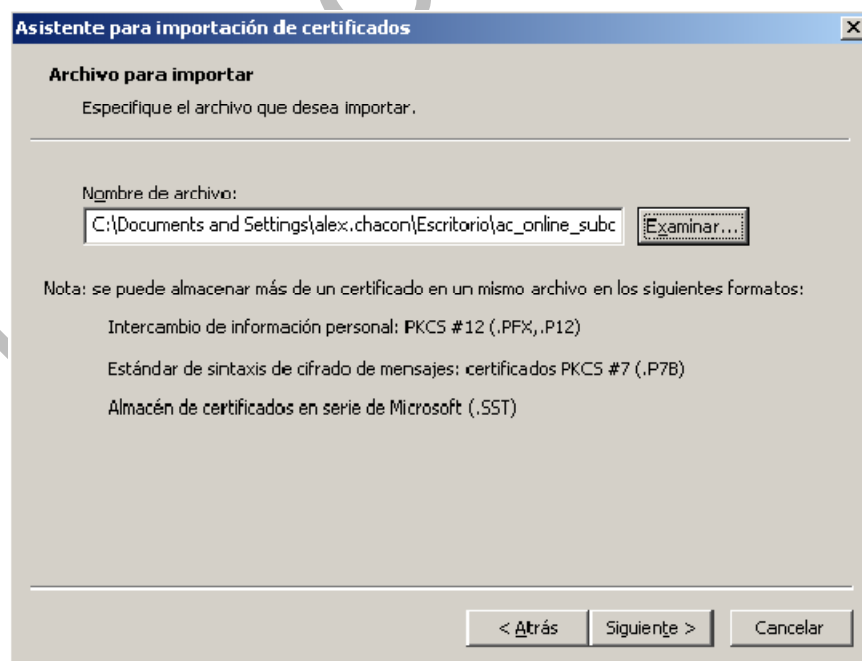 Asistente para importación de certificados
Archivo para importar
Especifique el archivo que desea importar.
Nombre de archivo:
C:\Documents and Settings\alex.chacon\Escritorio\ac_online_subc
Examinar...
Nota: se puede almacenar más de un certificado en un mismo archivo en los siguientes formatos:
Intercambio de información personal: PKCS #12 (.PFX,.P12)
Estándar de sintaxis de cifrado de mensajes: certificados PKCS #7 (.P7B)
Almacén de certificados en serie de Microsoft (.SST)
< Atrás Siguiente > Cancelar